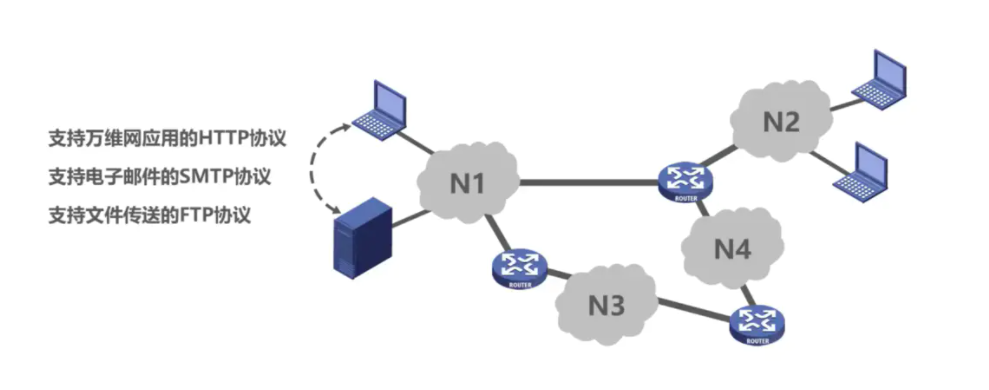 支持万维网应用的HTTP协议
支持电子邮件的SMTP协议
支持文件传送的FTP协议
N1
N2
ROUTER
N4
ROUTER
N3
ROUTER